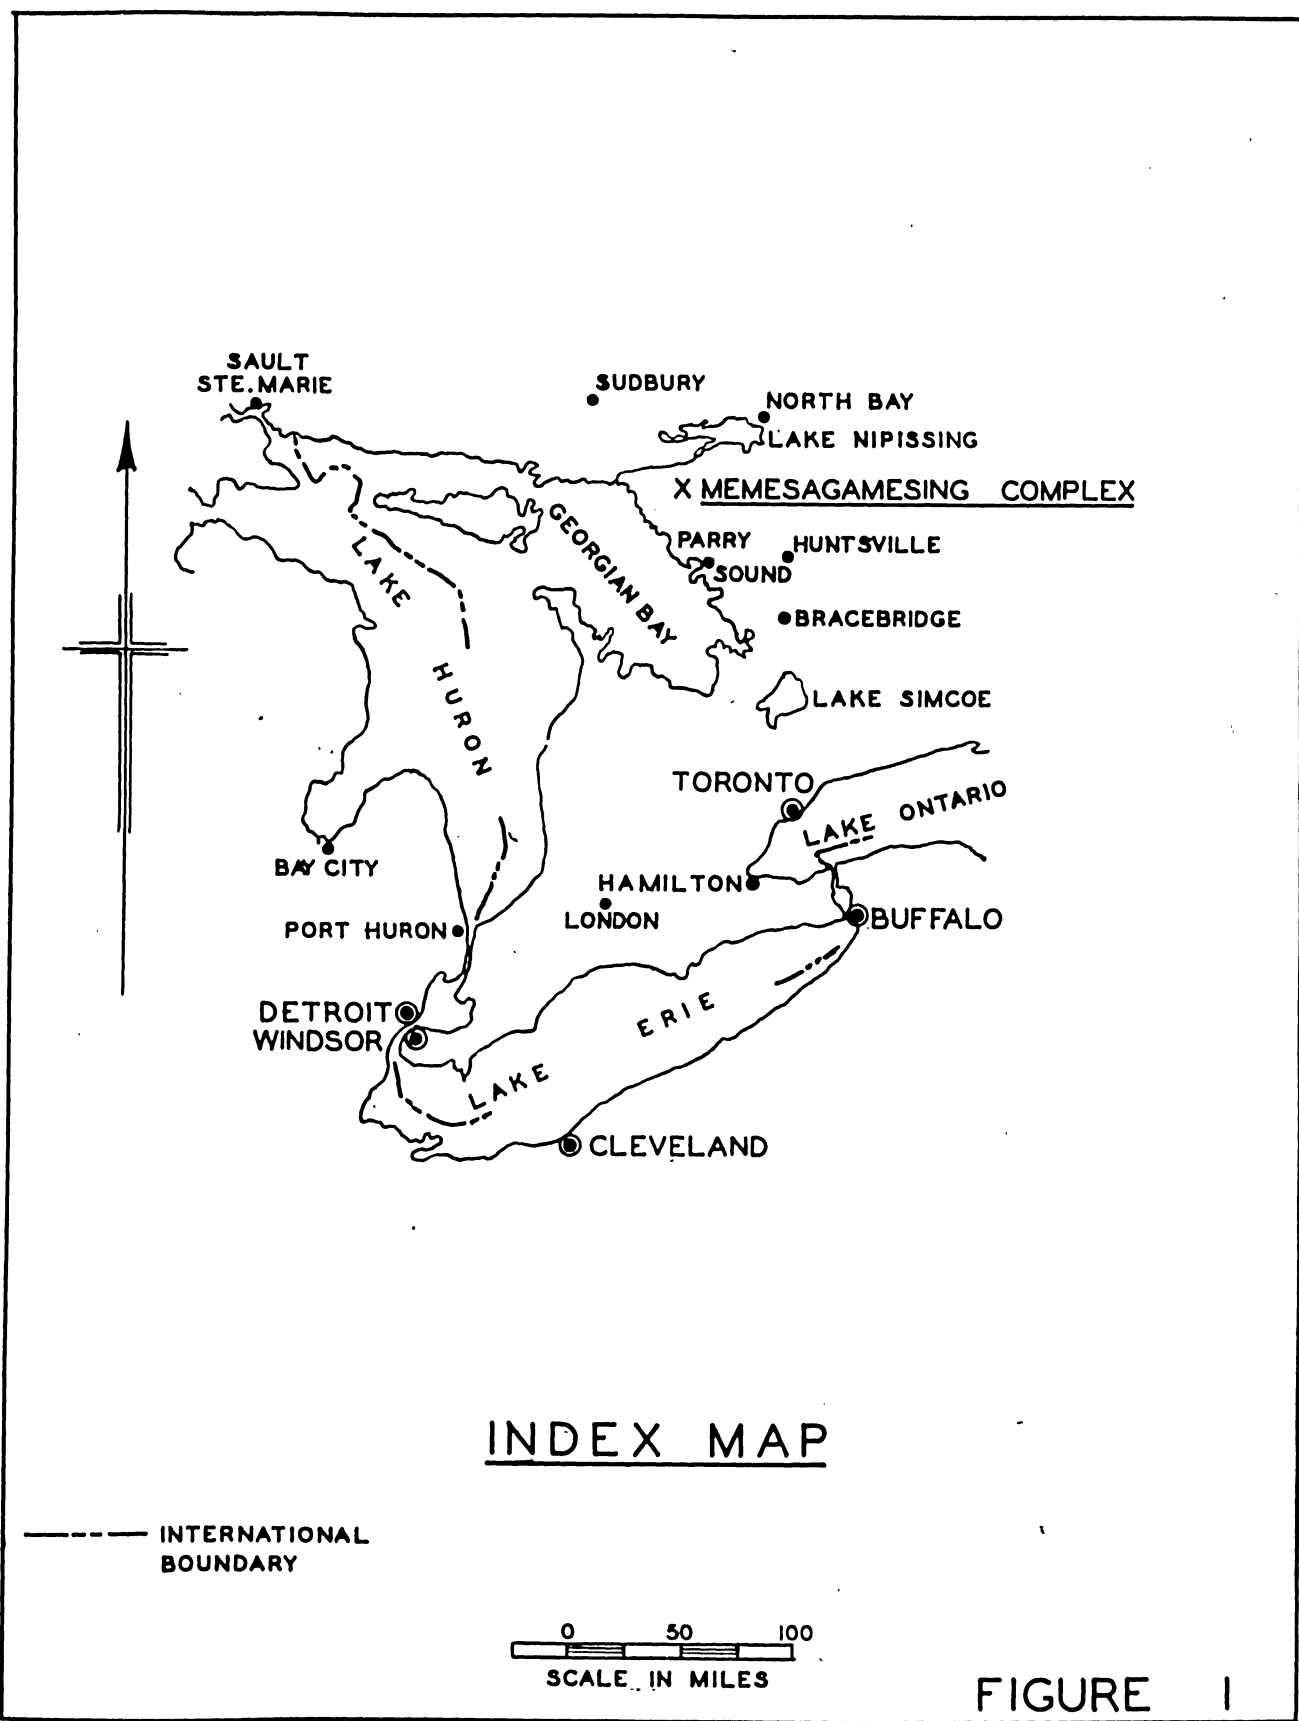 SAULT
STE. MARIE
SUDBURY
NORTH BAY
LAKE NIPISSING
X MEMESAGAMESING COMPLEX
GEORGIAN BAY
PARRY
SOUND
HUNTSVILLE
BRACEBRIDGE
LAKE
HURON
LAKE SIMCOE
TORONTO
LAKE ONTARIO
BAY CITY
HAMILTON
LONDON
PORT HURON
BUFFALO
DETROIT
WINDSOR
LAKE ERIE
CLEVELAND
INDEX MAP
INTERNATIONAL
BOUNDARY
0 50 100
SCALE IN MILES
FIGURE 1